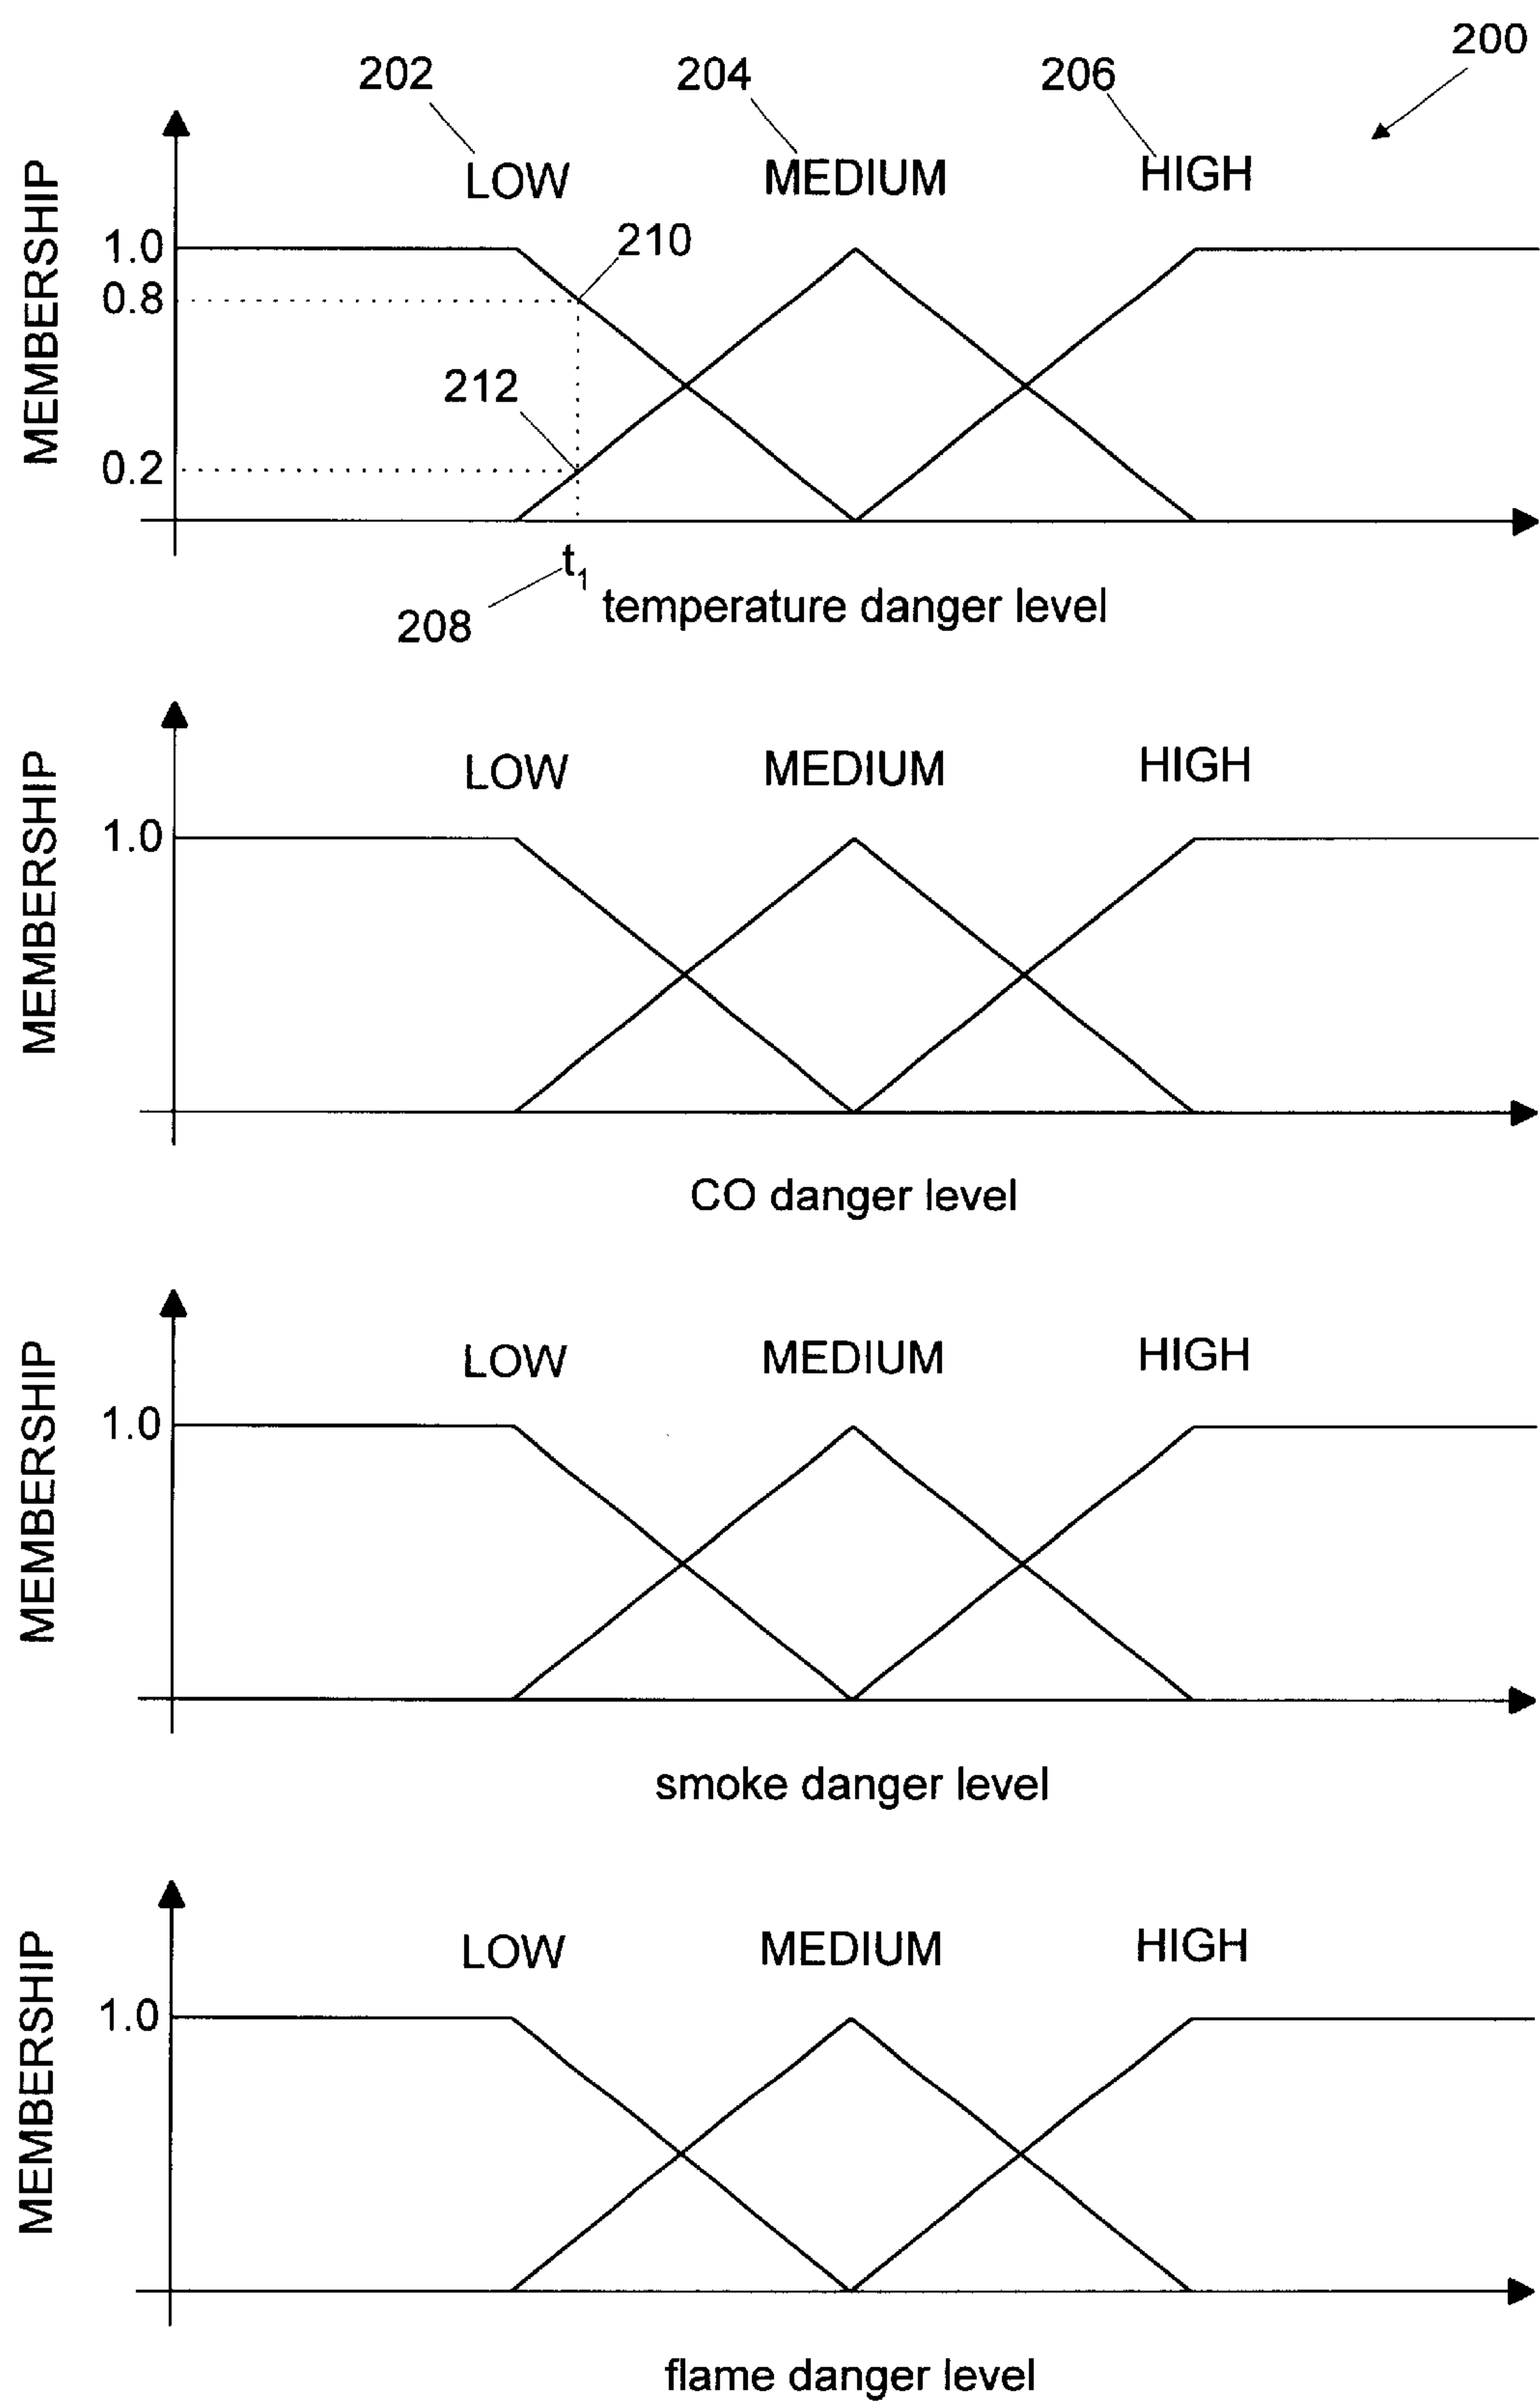 200
202 204 206
LOW MEDIUM HIGH
MEMBERSHIP
1.0
210
0.8
212
0.2
t1
208
temperature danger level
LOW MEDIUM HIGH
MEMBERSHIP
1.0
CO danger level
LOW MEDIUM HIGH
MEMBERSHIP
1.0
smoke danger level
LOW MEDIUM HIGH
MEMBERSHIP
1.0
flame danger level